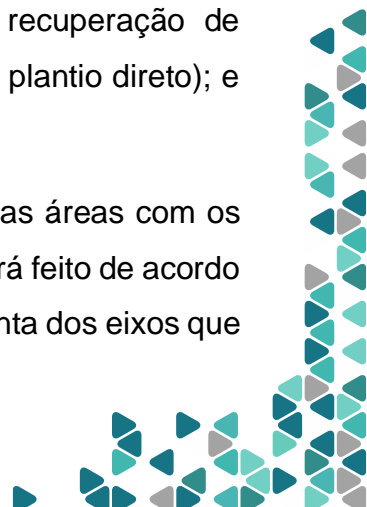 recuperação de
plantio direto); e
as áreas com os
rá feito de acordo
nta dos eixos que